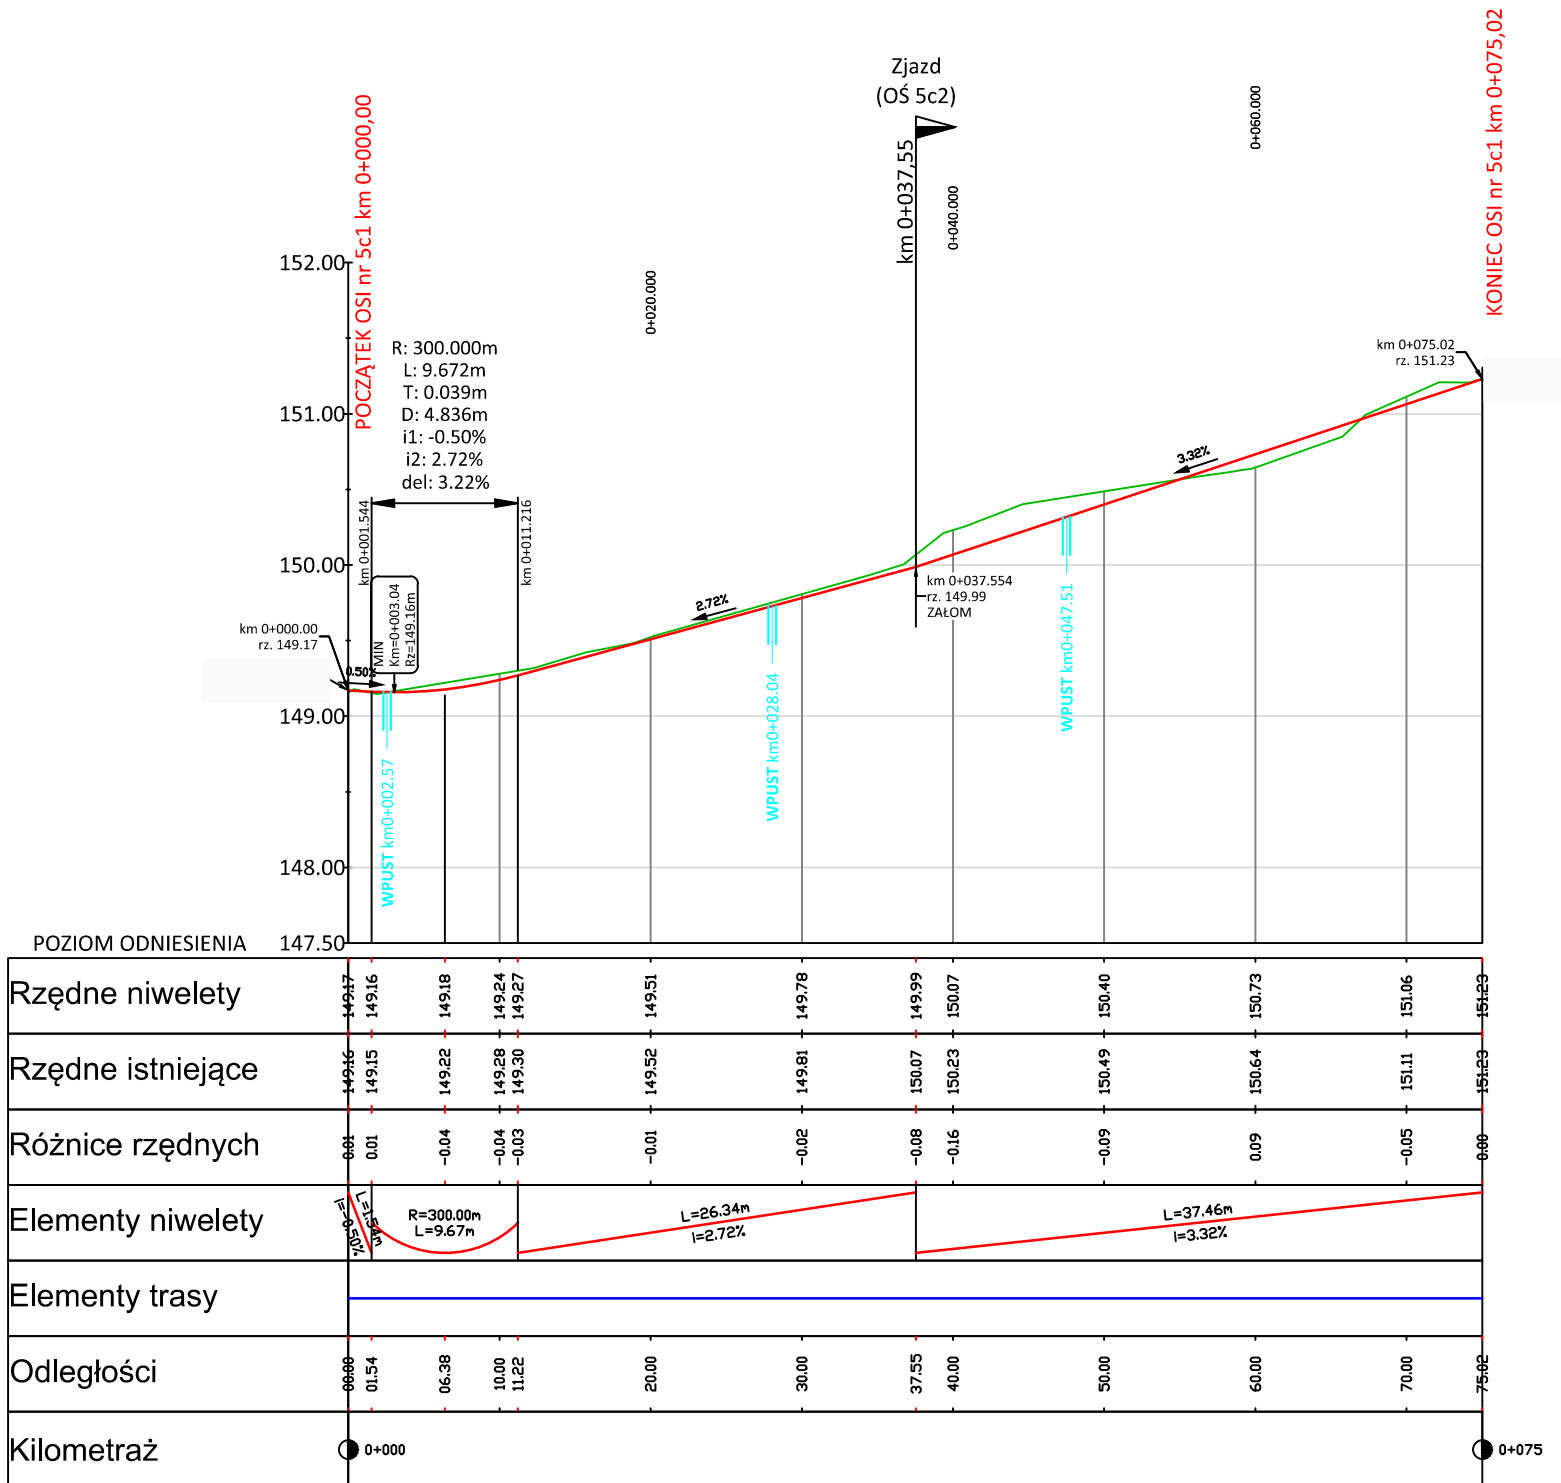 POCZĄTEK OSI nr 5c1 km 0+000,00
KONIEC OSI nr 5c1 km 0+075,02
Zjazd
(OŚ 5c2)
km 0+037,55
0+020.000
0+040.000
0+060.000
152.00
151.00
150.00
149.00
148.00
147.50
R: 300.000m
L: 9.672m
T: 0.039m
D: 4.836m
i1: -0.50%
i2: 2.72%
del: 3.22%
km 0+001.544
km 0+011.216
MIN
Km=0+003.04
Rz=149.16m
km 0+000.00
rz. 149.17
0.50%
2.72%
3.32%
km 0+037.554
rz. 149.99
ZAŁOM
km 0+075.02
rz. 151.23
WPUST km0+002.57
WPUST km0+028.04
WPUST km0+047.51
POZIOM ODNIESIENIA
Rzędne niwelety
149.17 149.16 149.18 149.24 149.27 149.51 149.78 149.99 150.07 150.40 150.73 151.06 151.23
Rzędne istniejące
149.16 149.15 149.22 149.28 149.30 149.52 149.81 150.07 150.23 150.49 150.64 151.11 151.23
Różnice rzędnych
0.01 0.01 -0.04 -0.04 -0.03 -0.01 -0.02 -0.08 -0.16 -0.09 0.09 -0.05 0.00
Elementy niwelety
L=1.54m
i=-0.50%
R=300.00m
L=9.67m
L=26.34m
i=2.72%
L=37.46m
i=3.32%
Elementy trasy
Odległości
00.00 01.54 06.38 10.00 11.22 20.00 30.00 37.55 40.00 50.00 60.00 70.00 75.02
Kilometraż
0+000
0+075